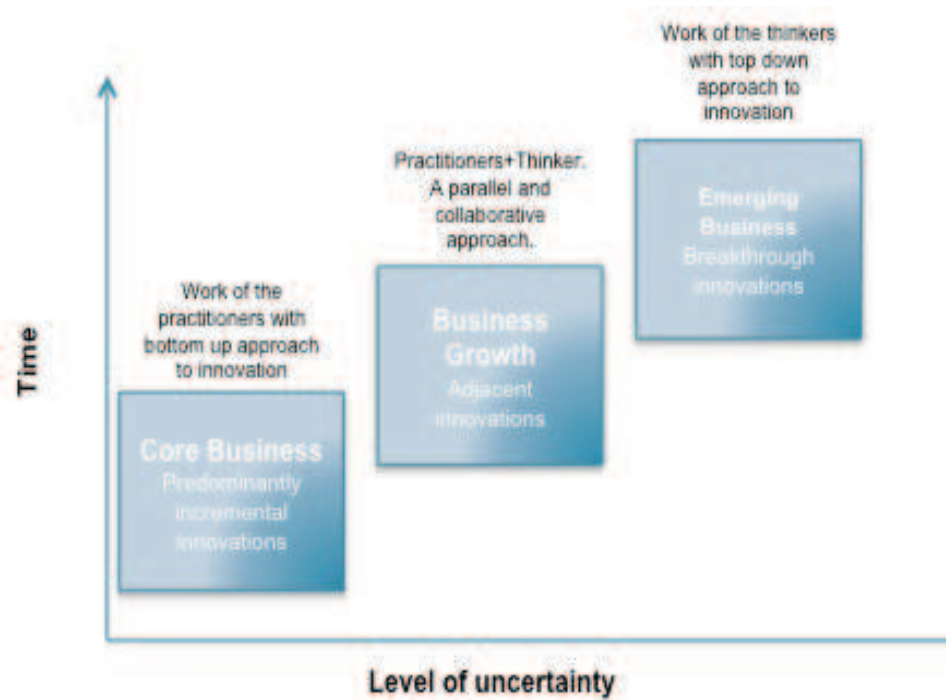 Work of the thinkers
with top down
approach to
innovation
Practitioners+Thinker.
A parallel and
collaborative
approach.
Emerging
Business
Breakthrough
innovations
Work of the
practitioners with
bottom up approach
to innovation
Business
Growth
Adjacent
innovations
Core Business
Predominantly
incremental
innovations
Time
Level of uncertainty